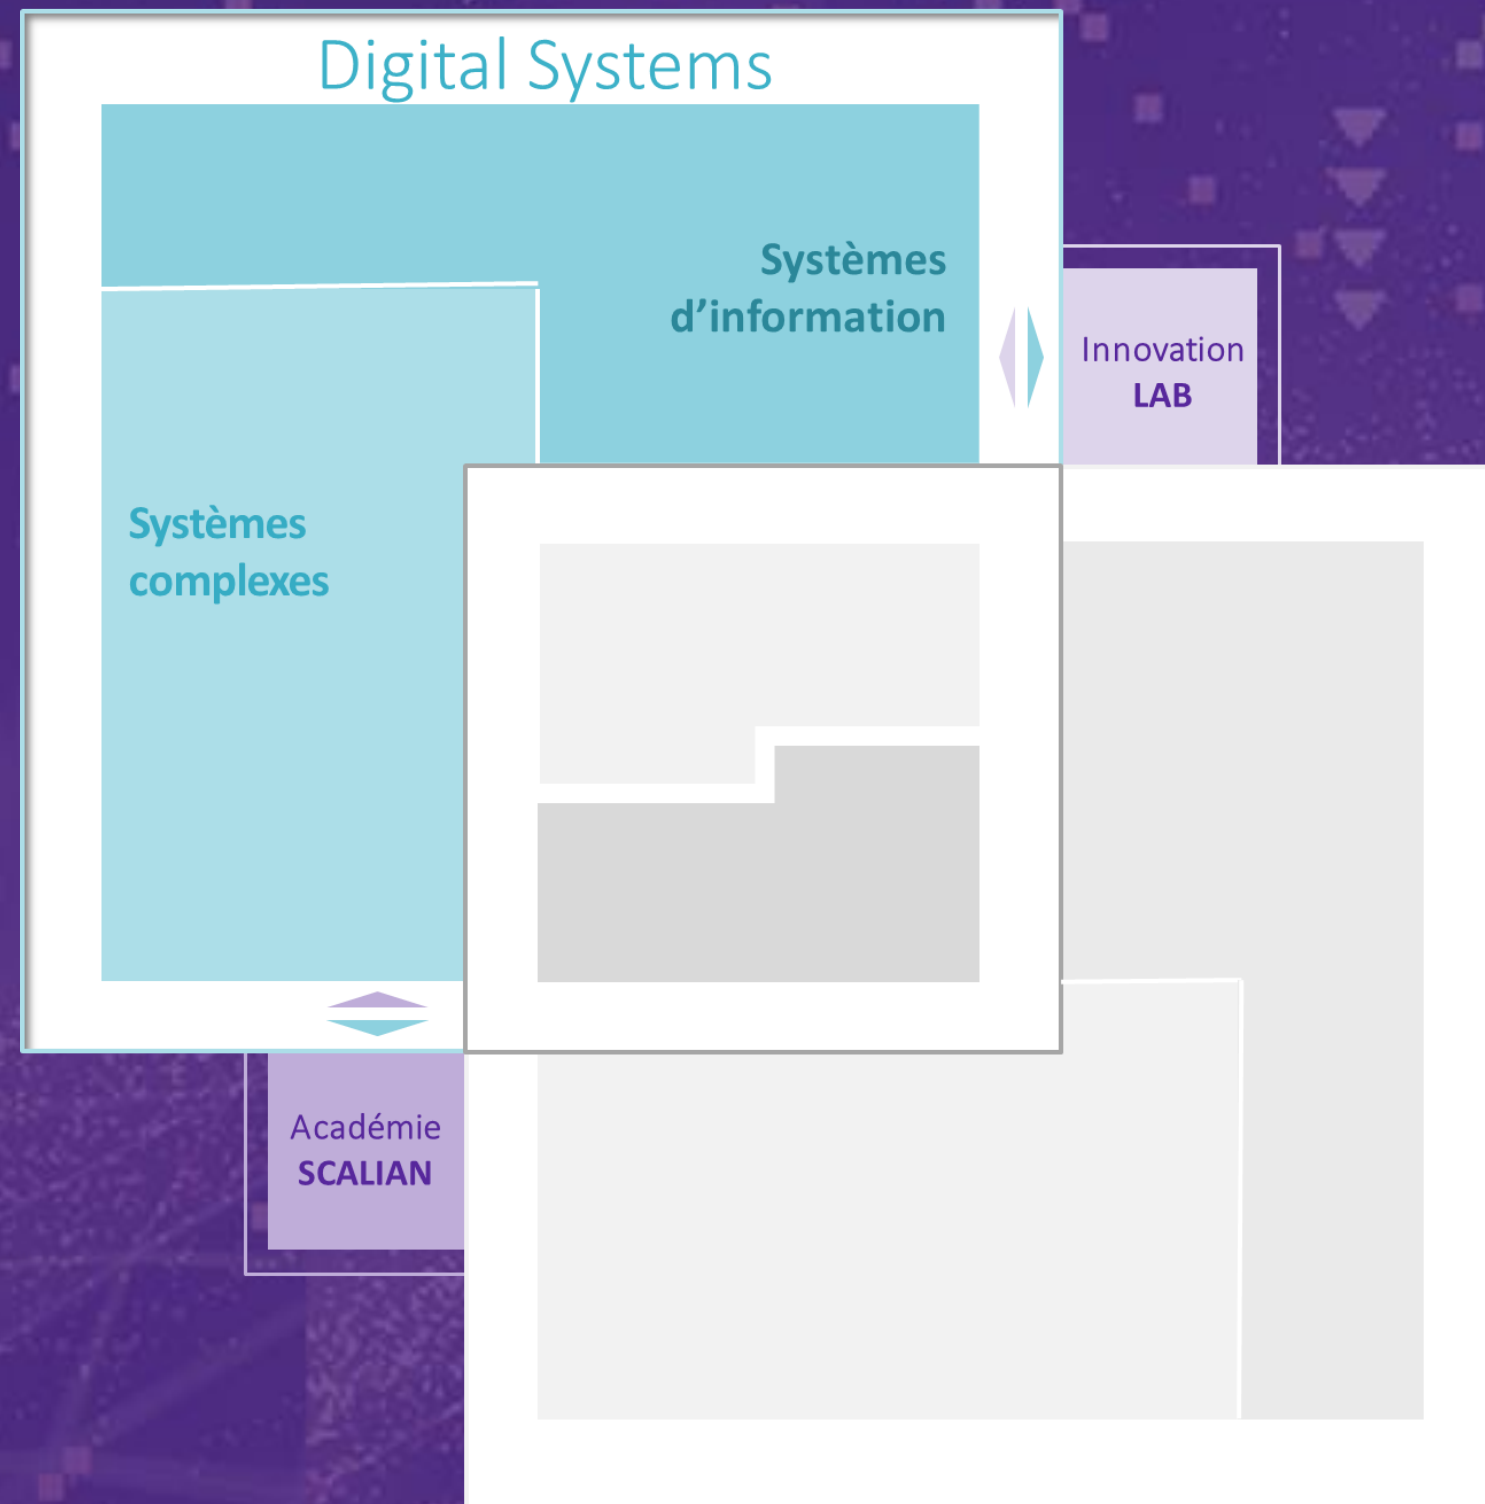 Digital Systems
Systèmes
d’information
Innovation
LAB
Systèmes
complexes
Académie
SCALIAN